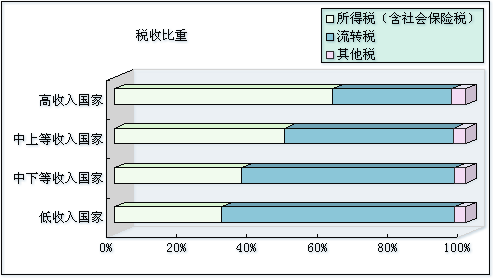 税收比重
所得税（含社会保险税）
流转税
其他税
高收入国家
中上等收入国家
中下等收入国家
低收入国家
0% 20% 40% 60% 80% 100%